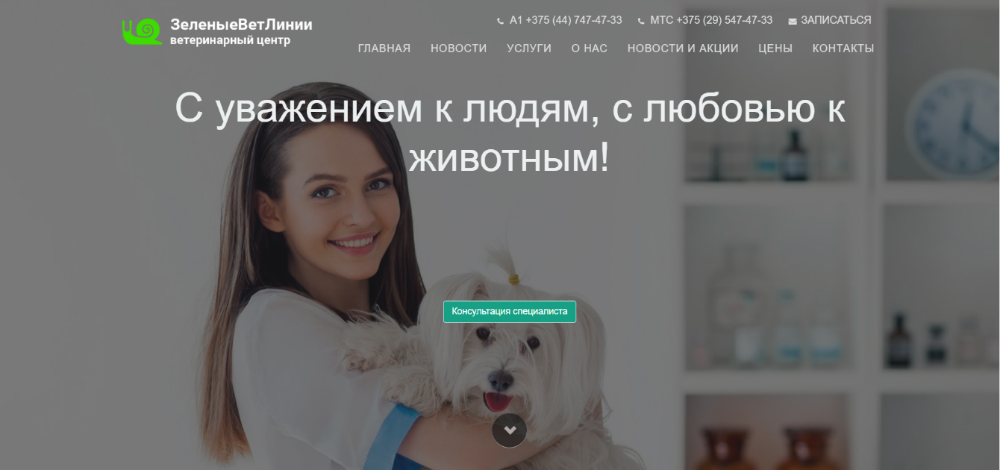 ЗеленыеВетЛинии
ветеринарный центр
А1 +375 (44) 747-47-33 МТС +375 (29) 547-47-33 ЗАПИСАТЬСЯ
ГЛАВНАЯ НОВОСТИ УСЛУГИ О НАС НОВОСТИ И АКЦИИ ЦЕНЫ КОНТАКТЫ
С уважением к людям, с любовью к
животным!
Консультация специалиста